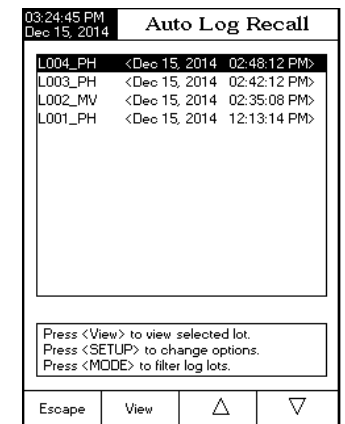 03:24:45 PM
Dec 15, 2014
Auto Log Recall
L004_PH <Dec 15, 2014 02:48:12 PM>
L003_PH <Dec 15, 2014 02:42:12 PM>
L002_MV <Dec 15, 2014 02:35:08 PM>
L001_PH <Dec 15, 2014 12:13:14 PM>
Press <View> to view selected lot.
Press <SETUP> to change options.
Press <MODE> to filter log lots.
Escape View △ ▽